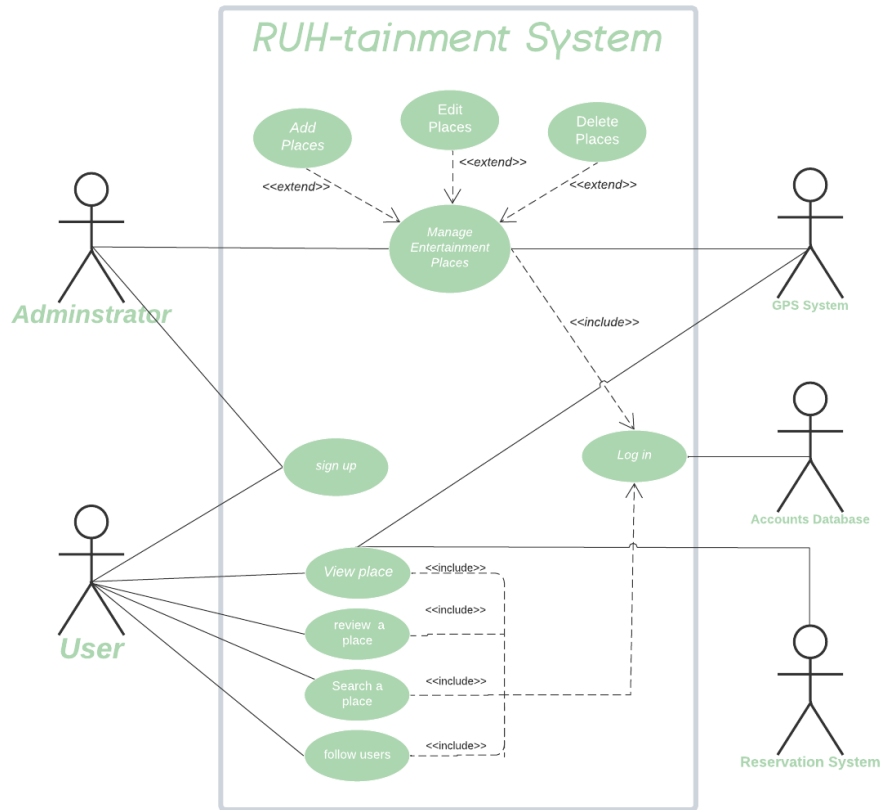 RUH-tainment System
Add
Places
Edit
Places
Delete
Places
<<extend>>
<<extend>>
<<extend>>
Manage
Entertainment
Places
Adminstrator
GPS System
<<include>>
sign up
Log in
Accounts Database
User
View place
<<include>>
review a
place
<<include>>
Search a
place
<<include>>
follow users
<<include>>
Reservation System